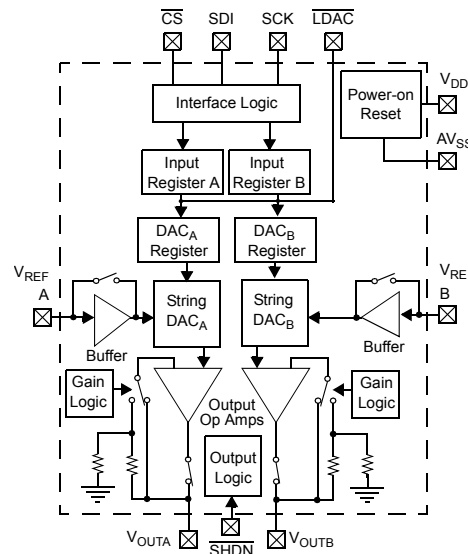 CS SDI SCK LDAC
Interface Logic
Power-on
Reset
VDD
AVSS
Input
Register A
Input
Register B
DACA
Register
DACB
Register
VREF
A
Buffer
String
DACA
String
DACB
Buffer
VRE
B
Gain
Logic
Output
Op Amps
Gain
Logic
Output
Logic
VOUTA
SHDN
VOUTB